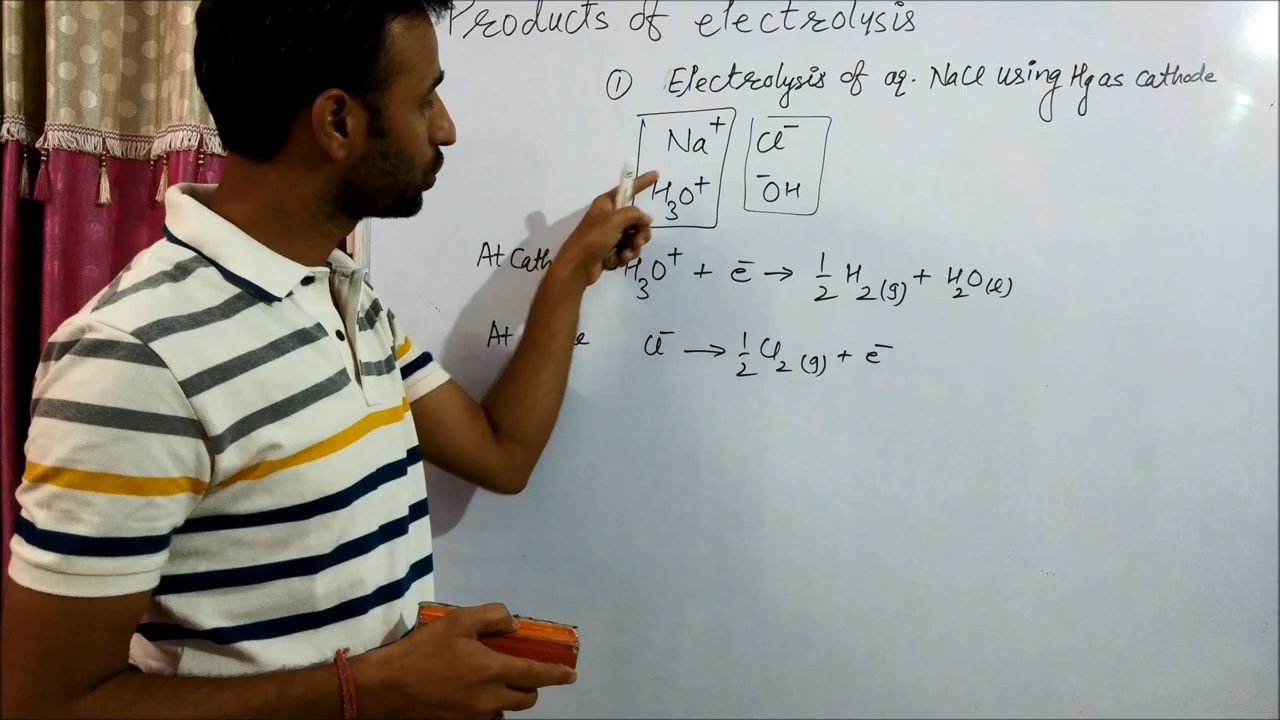 Products of electrolysis
① Electrolysis of aq. NaCl using Hg as cathode
Na⁺ Cl⁻
H₃O⁺ ⁻OH
At H₃O⁺ + e⁻ → 1/2 H₂(g) + H₂O(l)
At Cl⁻ → 1/2 Cl₂(g) + e⁻